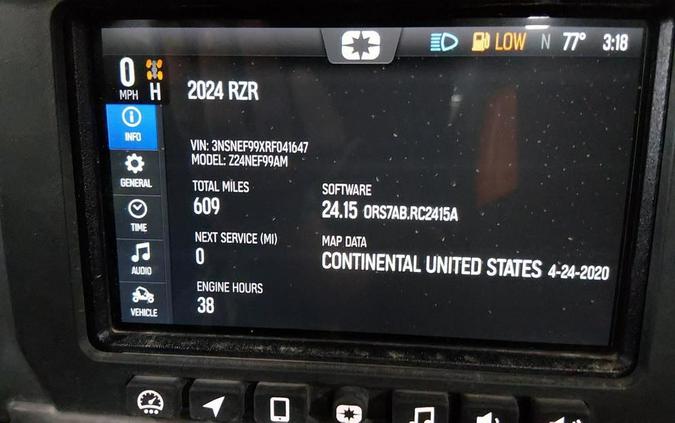 LOW N 77° 3:18
0
MPH H
2024 RZR
INFO
VIN: 3NSNEF99XRF041647
MODEL: Z24NEF99AM
GENERAL
TOTAL MILES
609
SOFTWARE
24.15 ORS7AB.RC2415A
TIME
NEXT SERVICE (MI)
0
MAP DATA
CONTINENTAL UNITED STATES 4-24-2020
AUDIO
ENGINE HOURS
38
VEHICLE